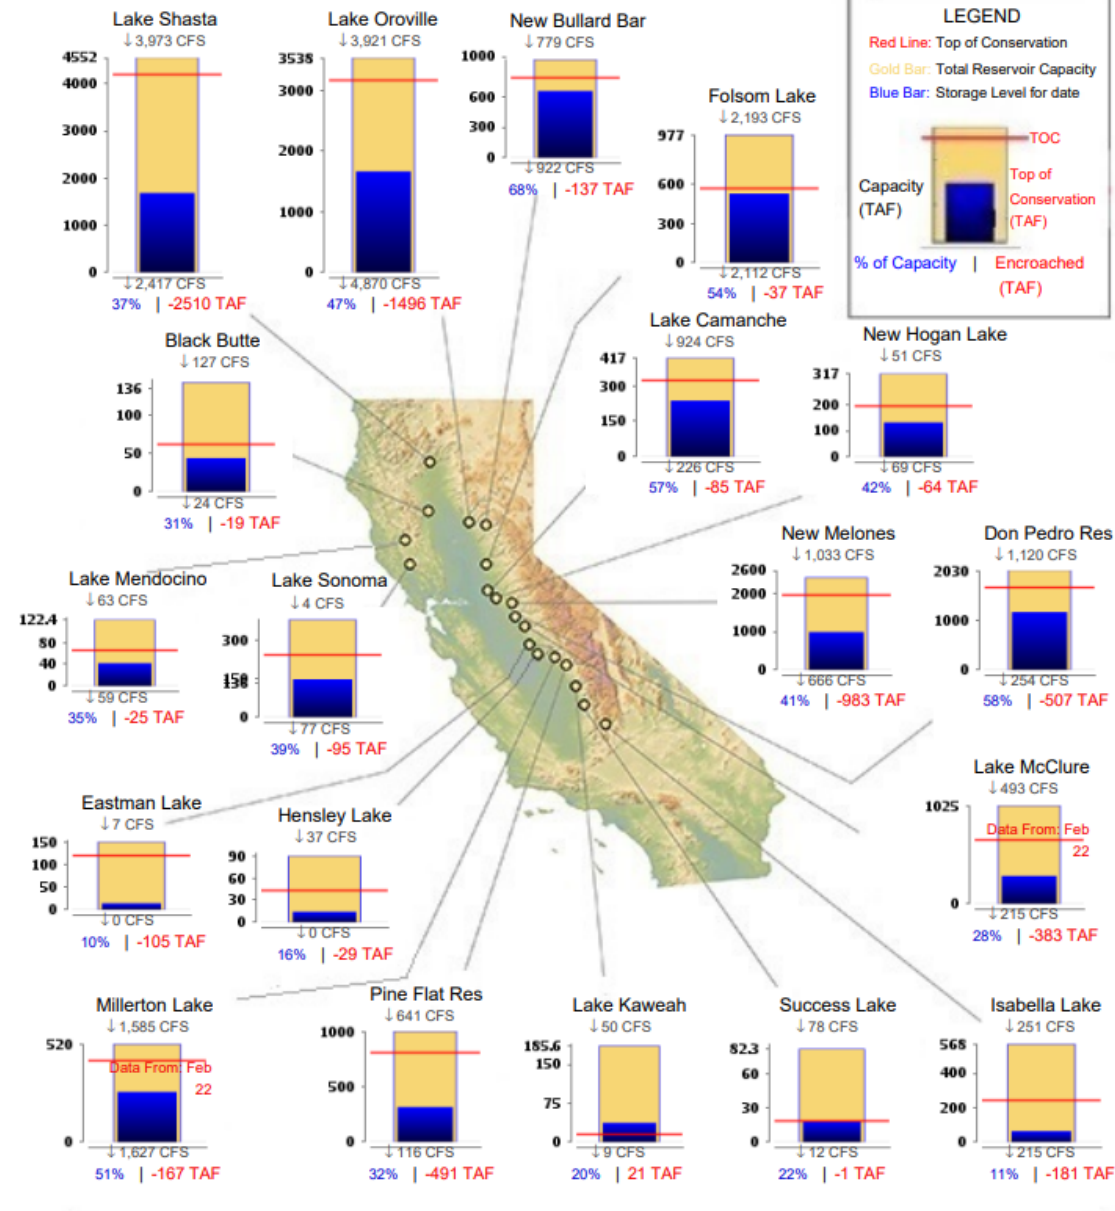 Lake Shasta
↓3,973 CFS
4552
4000
3000
2000
1000
0
↓2,417 CFS
37% | -2510 TAF
Lake Oroville
↓3,921 CFS
3538
3000
2000
1000
0
↓4,870 CFS
47% | -1496 TAF
New Bullard Bar
↓779 CFS
1000
600
300
0
↓922 CFS
68% | -137 TAF
Folsom Lake
↓2,193 CFS
977
600
300
0
↓2,112 CFS
54% | -37 TAF
LEGEND
Red Line: Top of Conservation
Gold Bar: Total Reservoir Capacity
Blue Bar: Storage Level for date
TOC
Capacity
(TAF)
Top of
Conservation
(TAF)
% of Capacity | Encroached
(TAF)
Black Butte
↓127 CFS
136
100
50
0
↓24 CFS
31% | -19 TAF
Lake Camanche
↓924 CFS
417
300
150
0
↓226 CFS
57% | -85 TAF
New Hogan Lake
↓51 CFS
317
200
100
0
↓69 CFS
42% | -64 TAF
Lake Mendocino
↓63 CFS
122.4
80
40
0
↓59 CFS
35% | -25 TAF
Lake Sonoma
↓4 CFS
300
150
136
0
↓77 CFS
39% | -95 TAF
New Melones
↓1,033 CFS
2600
2000
1000
0
↓666 CFS
41% | -983 TAF
Don Pedro Res
↓1,120 CFS
2030
1000
0
↓254 CFS
58% | -507 TAF
Eastman Lake
↓7 CFS
150
100
50
0
↓0 CFS
10% | -105 TAF
Hensley Lake
↓37 CFS
90
60
30
0
↓0 CFS
16% | -29 TAF
Lake McClure
↓493 CFS
1025
Data From: Feb
22
0
↓215 CFS
28% | -383 TAF
Millerton Lake
↓1,585 CFS
520
Data From: Feb
22
0
↓1,627 CFS
51% | -167 TAF
Pine Flat Res
↓641 CFS
1000
500
0
↓116 CFS
32% | -491 TAF
Lake Kaweah
↓50 CFS
185.6
150
75
0
↓9 CFS
20% | 21 TAF
Success Lake
↓78 CFS
82.3
60
30
0
↓12 CFS
22% | -1 TAF
Isabella Lake
↓251 CFS
568
400
200
0
↓215 CFS
11% | -181 TAF